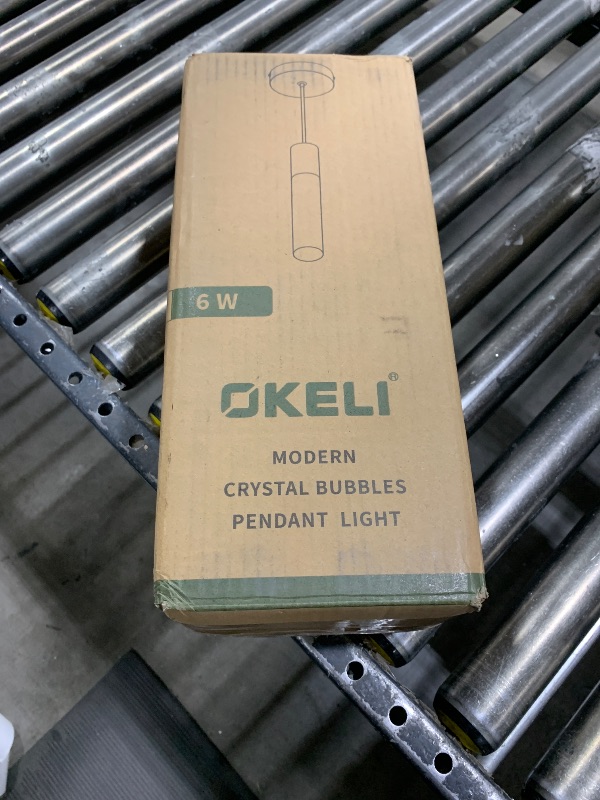 6 W
OKELI®
MODERN
CRYSTAL BUBBLES
PENDANT LIGHT